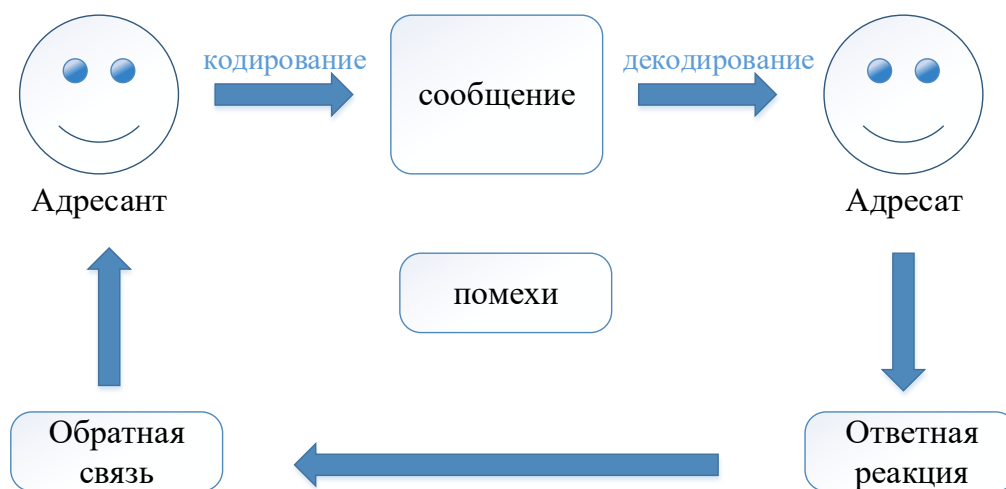 кодирование
сообщение
декодирование
Адресант
Адресат
помехи
Обратная
связь
Ответная
реакция